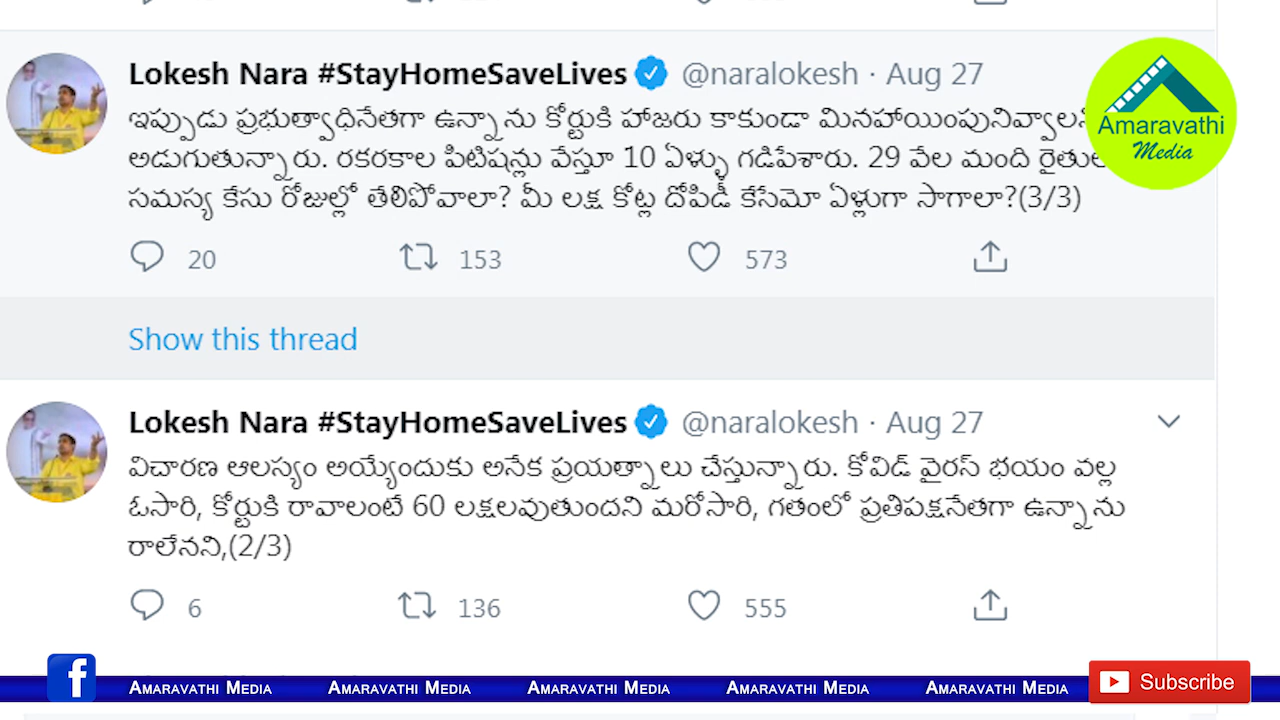 Lokesh Nara #StayHomeSaveLives @naralokesh · Aug 27
ఇప్పుడు ప్రభుత్వాధినేతగా ఉన్నాను కోర్టుకి హాజరు కాకుండా
అడుగుతున్నారు. రకరకాల పిటిషన్లు వేస్తూ 10 ఏళ్ళు గడిపేశారు. 29 వేల మంది
సమస్య కేసు రోజుల్లో తేలిపోవాలా? మీ లక్ష కోట్ల దోపిడీ కేసేమో ఏళ్లుగా సాగాలా?(3/3)
20 153 573
Amaravathi
Media
Show this thread
Lokesh Nara #StayHomeSaveLives @naralokesh · Aug 27
విచారణ ఆలస్యం అయ్యేందుకు అనేక ప్రయత్నాలు చేస్తున్నారు. కోవిడ్ వైరస్ భయం వల్ల
ఓసారి, కోర్టుకి రావాలంటే 60 లక్షలవుతుందని మరోసారి, గతంలో ప్రతిపక్షనేతగా ఉన్నాను
రాలేనని,(2/3)
6 136 555
f Amaravathi Media Amaravathi Media Amaravathi Media Amaravathi Media Amaravathi Media Subscribe